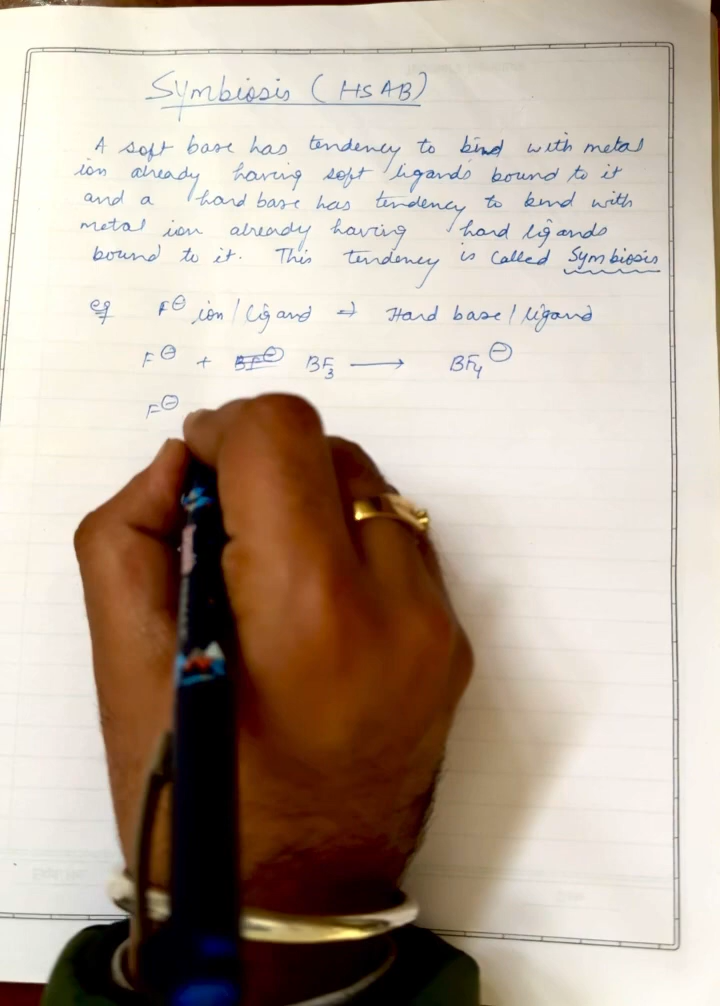 Symbiosis (HSAB)
A soft base has tendency to bind with metal
ion already having soft ligands bound to it
and a hard base has tendency to bind with
metal ion already having hard ligands
bound to it. This tendency is called Symbiosis
eg F⊖ ion/ligand → Hard base/ligand
F⊖ + BF₃ ⟶ BF₄⊖
F⊖